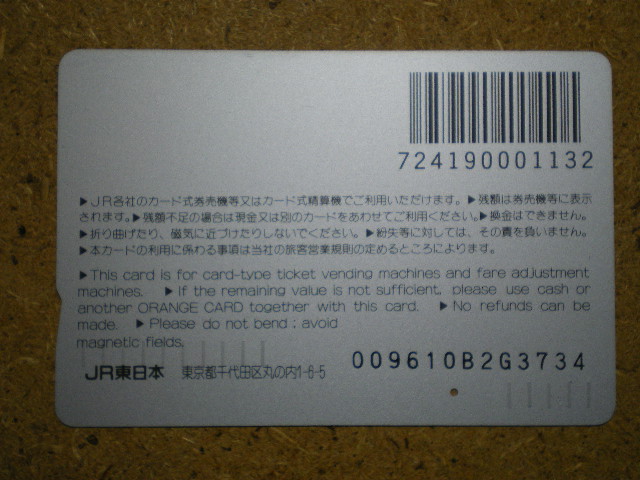 724190001132
▶JR各社のカード式券売機等又はカード式精算機でご利用いただけます。▶残額は券売機等に表示
されます。▶残額不足の場合は現金又は別のカードをあわせてご利用ください。▶換金はできません。
▶折り曲げたり、磁気に近づけたりしないでください。▶紛失等に対しては、その責を負いません。
▶本カードの利用に係わる事項は当社の旅客営業規則の定めるところによります。
▶This card is for card-type ticket vending machines and fare adjustment
machines. ▶If the remaining value is not sufficient, please use cash or
another ORANGE CARD together with this card. ▶No refunds can be
made. ▶Please do not bend; avoid
magnetic fields.
009610B2G3734
JR東日本 東京都千代田区丸の内1-6-5